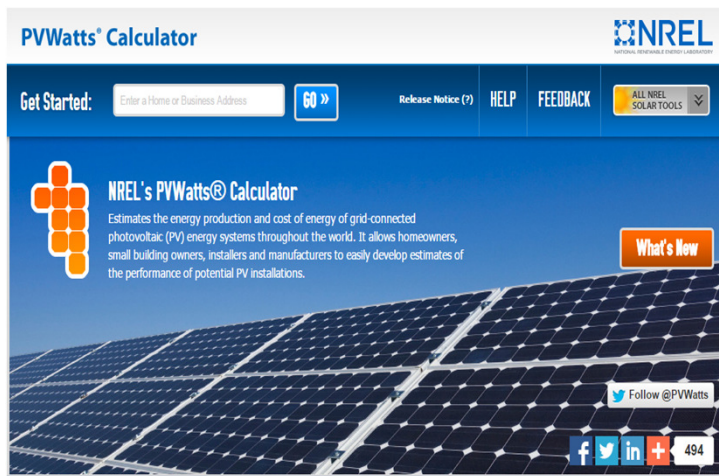 PVWatts® Calculator
NREL
NATIONAL RENEWABLE ENERGY LABORATORY
Get Started:
Enter a Home or Business Address
GO »
Release Notice (?)
HELP
FEEDBACK
ALL NREL
SOLAR TOOLS
NREL's PVWatts® Calculator
Estimates the energy production and cost of energy of grid-connected
photovoltaic (PV) energy systems throughout the world. It allows homeowners,
small building owners, installers and manufacturers to easily develop estimates of
the performance of potential PV installations.
What's New
Follow @PVWatts
f
in
+
494